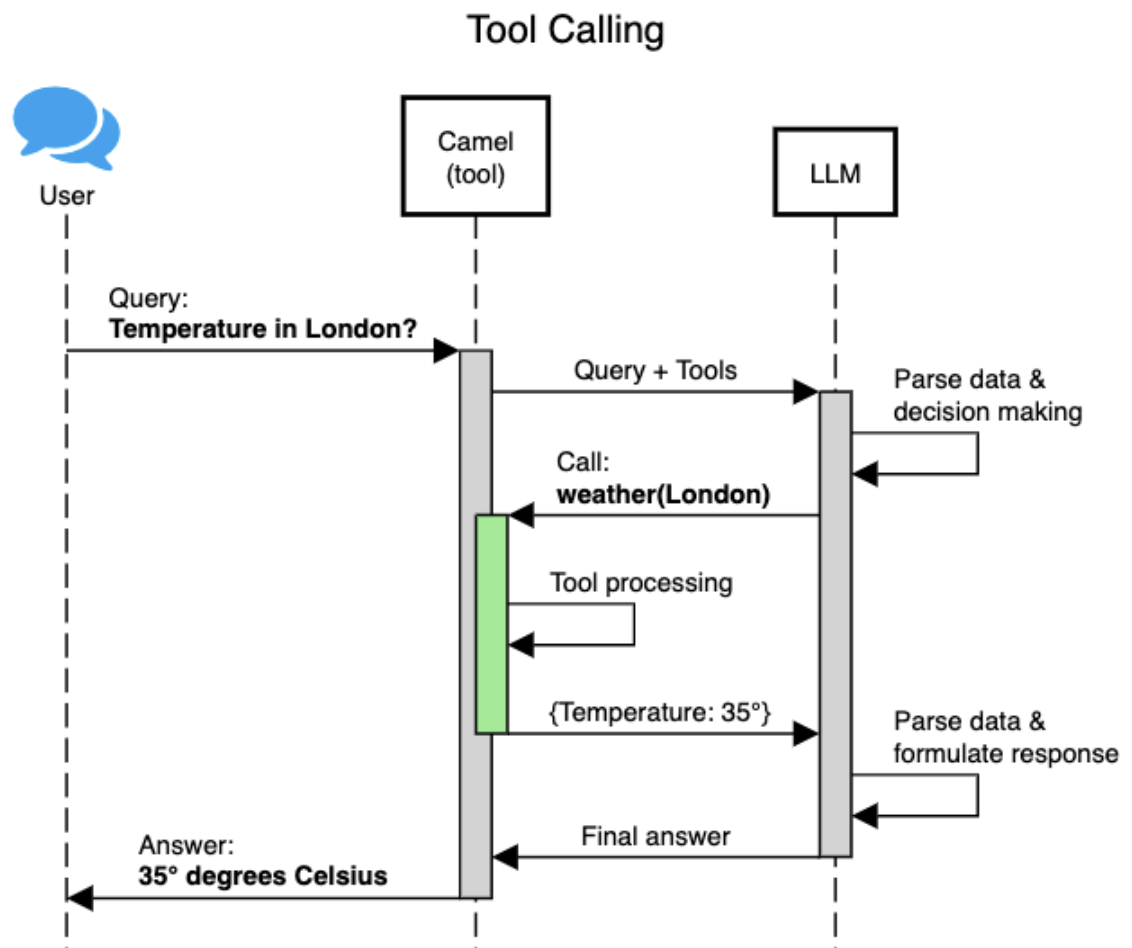 Tool Calling
User
Camel
(tool)
LLM
Query:
Temperature in London?
Query + Tools
Parse data &
decision making
Call:
weather(London)
Tool processing
{Temperature: 35°}
Parse data &
formulate response
Final answer
Answer:
35° degrees Celsius